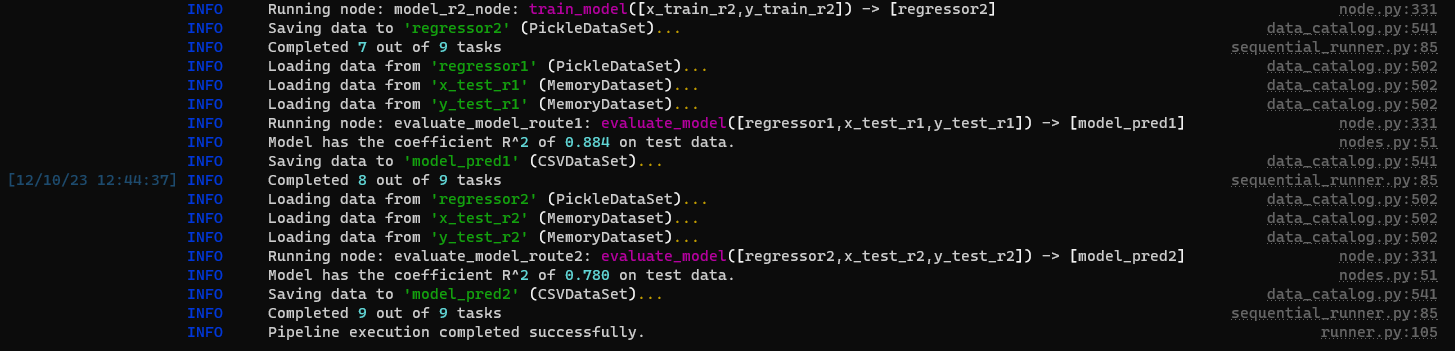 INFO Running node: model_r2_node: train_model([x_train_r2,y_train_r2]) -> [regressor2] node.py:331
INFO Saving data to 'regressor2' (PickleDataSet)... data_catalog.py:541
INFO Completed 7 out of 9 tasks sequential_runner.py:85
INFO Loading data from 'regressor1' (PickleDataSet)... data_catalog.py:502
INFO Loading data from 'x_test_r1' (MemoryDataset)... data_catalog.py:502
INFO Loading data from 'y_test_r1' (MemoryDataset)... data_catalog.py:502
INFO Running node: evaluate_model_route1: evaluate_model([regressor1,x_test_r1,y_test_r1]) -> [model_pred1] node.py:331
INFO Model has the coefficient R^2 of 0.884 on test data. nodes.py:51
INFO Saving data to 'model_pred1' (CSVDataSet)... data_catalog.py:541
[12/10/23 12:44:37] INFO Completed 8 out of 9 tasks sequential_runner.py:85
INFO Loading data from 'regressor2' (PickleDataSet)... data_catalog.py:502
INFO Loading data from 'x_test_r2' (MemoryDataset)... data_catalog.py:502
INFO Loading data from 'y_test_r2' (MemoryDataset)... data_catalog.py:502
INFO Running node: evaluate_model_route2: evaluate_model([regressor2,x_test_r2,y_test_r2]) -> [model_pred2] node.py:331
INFO Model has the coefficient R^2 of 0.780 on test data. nodes.py:51
INFO Saving data to 'model_pred2' (CSVDataSet)... data_catalog.py:541
INFO Completed 9 out of 9 tasks sequential_runner.py:85
INFO Pipeline execution completed successfully. runner.py:105